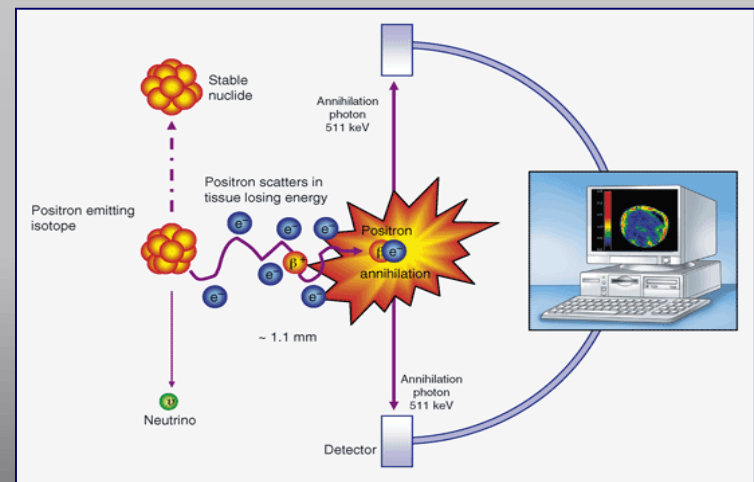 Stable
nuclide
Annihilation
photon
511 keV
Positron scatters in
tissue losing energy
Positron emitting
isotope
e⁻
e⁻
e⁻
e⁻
Positron
β⁺
β
e⁻
e⁻
annihilation
e⁻
e⁻
~ 1.1 mm
Annihilation
photon
511 keV
υ
Neutrino
Detector